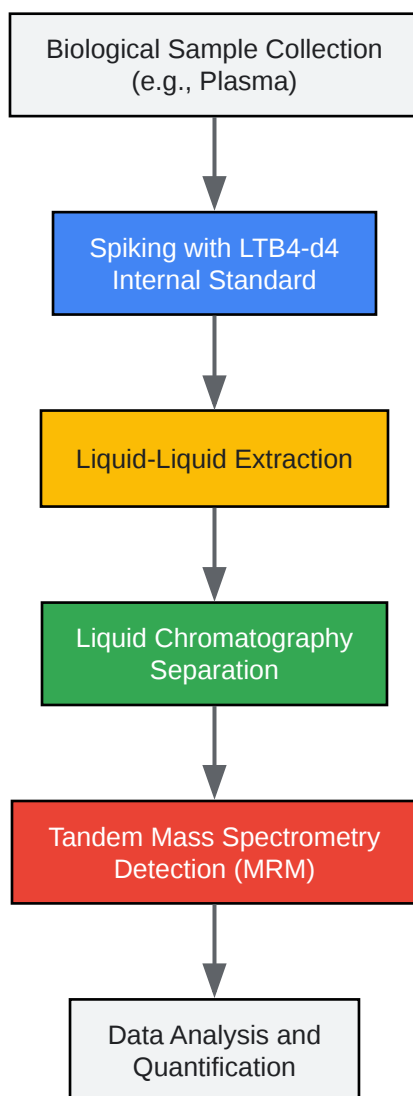 Biological Sample Collection
(e.g., Plasma)
Spiking with LTB4-d4
Internal Standard
Liquid-Liquid Extraction
Liquid Chromatography
Separation
Tandem Mass Spectrometry
Detection (MRM)
Data Analysis and
Quantification